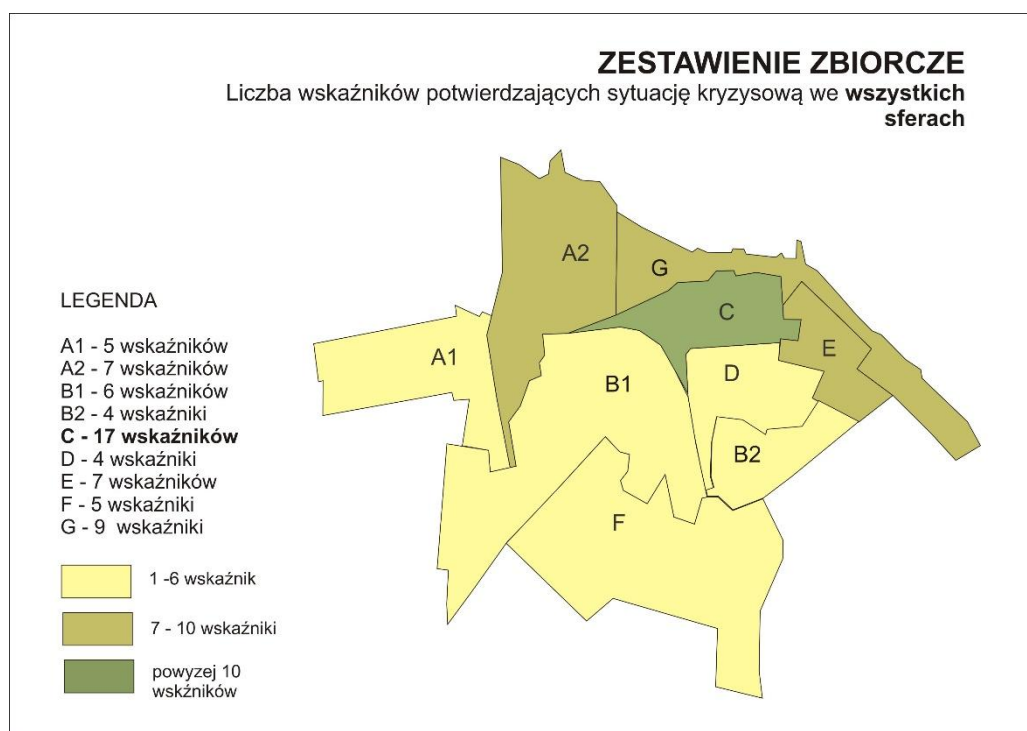 ZESTAWIENIE ZBIORCZE
Liczba wskaźników potwierdzających sytuację kryzysową we wszystkich
sferach
A2
G
C
A1
E
B1
D
B2
F
LEGENDA
A1 - 5 wskaźników
A2 - 7 wskaźników
B1 - 6 wskaźników
B2 - 4 wskaźniki
C - 17 wskaźników
D - 4 wskaźniki
E - 7 wskaźników
F - 5 wskaźniki
G - 9 wskaźniki
1 -6 wskaźnik
7 - 10 wskaźniki
powyzej 10
wskźników